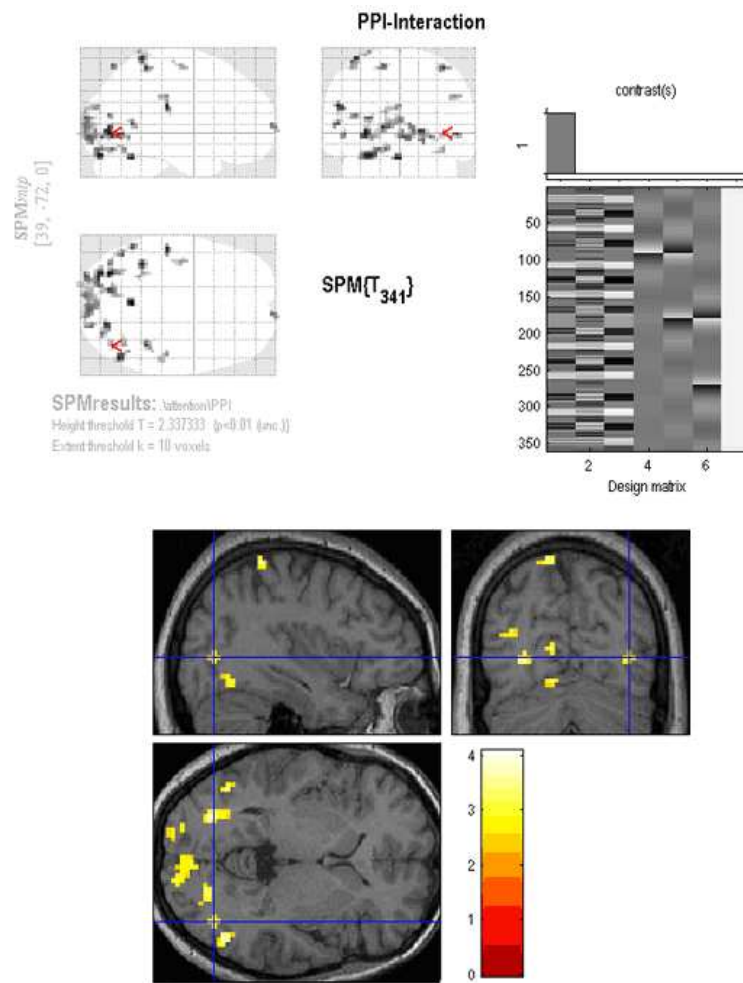 PPI-Interaction
contrast(s)
1
SPMmip
[39, -72, 0]
SPM{T341}
50
100
150
200
250
300
350
2 4 6
Design matrix
SPMresults: .\attention\PPI
Height threshold T = 2.337333 {p<0.01 (unc.)}
Extent threshold k = 10 voxels
4
3
2
1
0